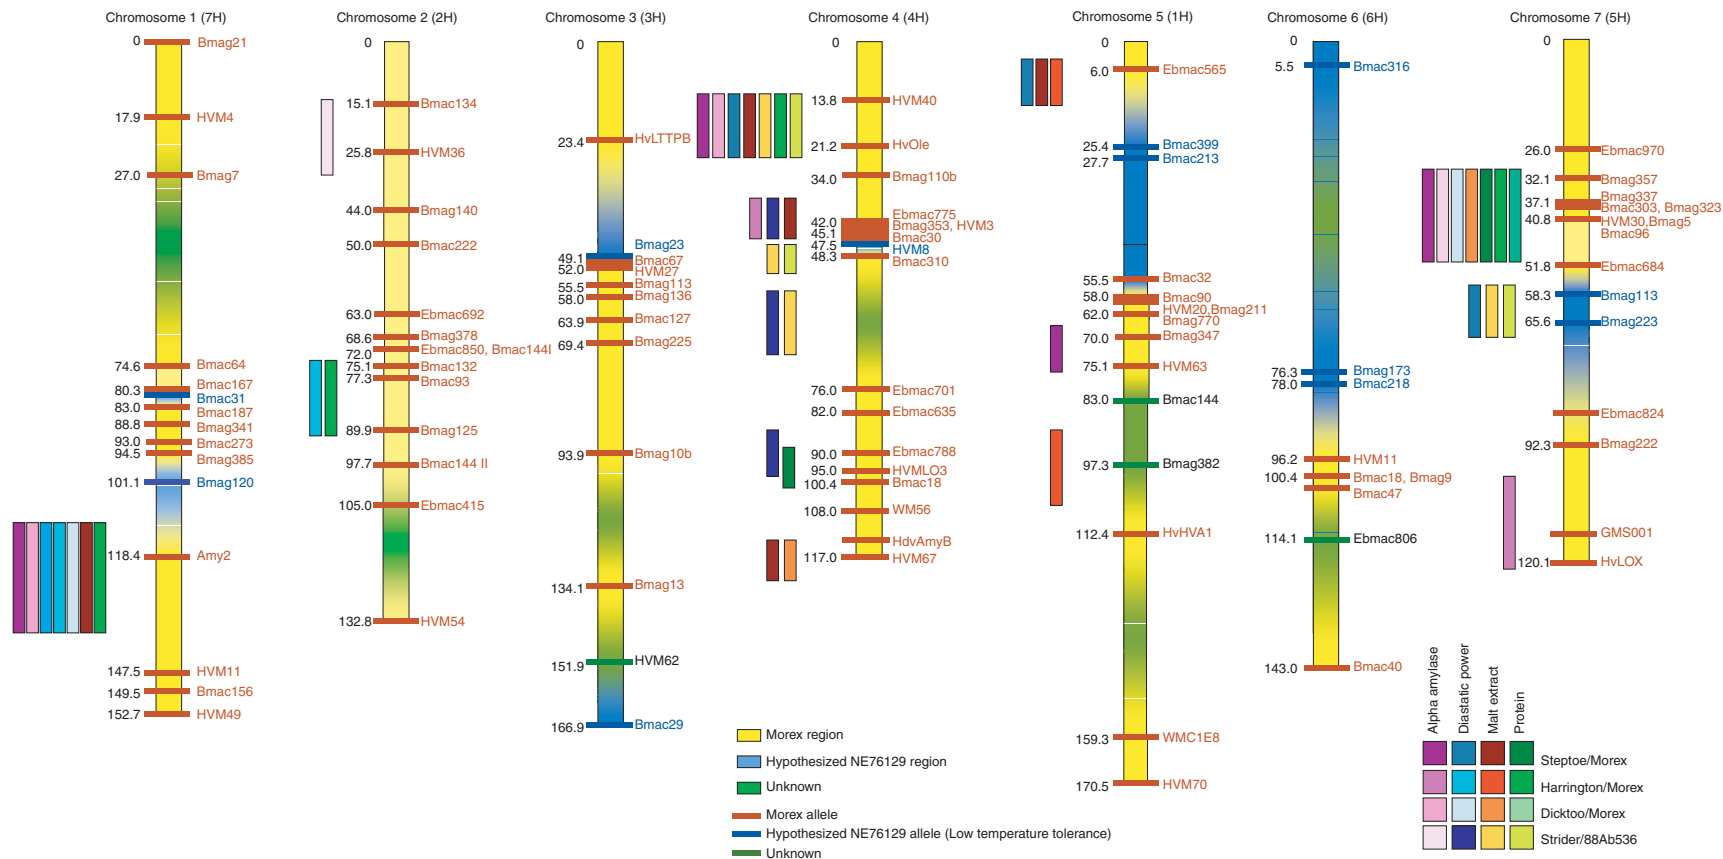 Chromosome 1 (7H)
0
Bmag21
17.9
HVM4
27.0
Bmag7
74.6
Bmac64
Bmac167
80.3
Bmac31
83.0
Bmac187
88.8
Bmag341
93.0
Bmac273
94.5
Bmag385
101.1
Bmag120
118.4
Amy2
147.5
HVM11
149.5
Bmac156
152.7
HVM49
Chromosome 2 (2H)
0
15.1
Bmac134
25.8
HVM36
44.0
Bmag140
50.0
Bmac222
63.0
Ebmac692
68.6
Bmag378
72.0
Ebmac850, Bmac144I
75.1
Bmac132
77.3
Bmac93
89.9
Bmag125
97.7
Bmac144 II
105.0
Ebmac415
132.8
HVM54
Chromosome 3 (3H)
0
23.4
HvLTTPB
Bmag23
49.1
Bmac67
52.0
HVM27
55.5
Bmag113
58.0
Bmag136
63.9
Bmac127
69.4
Bmag225
93.9
Bmag10b
134.1
Bmag13
151.9
HVM62
166.9
Bmac29
Chromosome 4 (4H)
0
13.8
HVM40
21.2
HvOle
34.0
Bmag110b
Ebmac775
42.0
Bmag353, HVM3
45.1
Bmac30
47.5
HVM8
48.3
Bmac310
76.0
Ebmac701
82.0
Ebmac635
90.0
Ebmac788
95.0
HVMLO3
100.4
Bmac18
108.0
WM56
HdvAmyB
117.0
HVM67
Chromosome 5 (1H)
0
6.0
Ebmac565
25.4
Bmac399
27.7
Bmac213
55.5
Bmac32
58.0
Bmac90
HVM20,Bmag211
62.0
Bmag770
70.0
Bmag347
75.1
HVM63
83.0
Bmac144
97.3
Bmag382
112.4
HvHVA1
159.3
WMC1E8
170.5
HVM70
Chromosome 6 (6H)
0
5.5
Bmac316
76.3
Bmag173
78.0
Bmac218
96.2
HVM11
100.4
Bmac18, Bmag9
Bmac47
114.1
Ebmac806
143.0
Bmac40
Chromosome 7 (5H)
0
26.0
Ebmac970
32.1
Bmag357
Bmag337
37.1
Bmac303, Bmag323
40.8
HVM30,Bmag5
Bmac96
51.8
Ebmac684
58.3
Bmag113
65.6
Bmag223
Ebmac824
92.3
Bmag222
GMS001
120.1
HvLOX
Morex region
Hypothesized NE76129 region
Unknown
Morex allele
Hypothesized NE76129 allele (Low temperature tolerance)
Unknown
Alpha amylase
Diastatic power
Malt extract
Protein
Steptoe/Morex
Harrington/Morex
Dicktoo/Morex
Strider/88Ab536